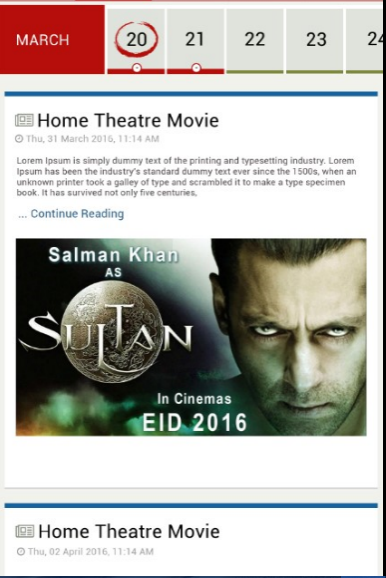 MARCH 20 21 22 23 24
Home Theatre Movie
Thu, 31 March 2016, 11:14 AM
Lorem Ipsum is simply dummy text of the printing and typesetting industry. Lorem
Ipsum has been the industry's standard dummy text ever since the 1500s, when an
unknown printer took a galley of type and scrambled it to make a type specimen
book. It has survived not only five centuries,
... Continue Reading
Salman Khan
AS
SULTAN
In Cinemas
EID 2016
Home Theatre Movie
Thu, 02 April 2016, 11:14 AM